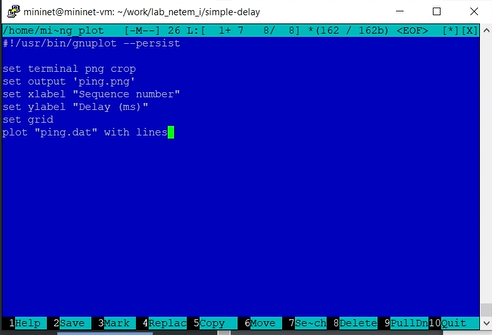 mininet@mininet-vm: ~/work/lab_netem_i/simple-delay
/home/mi~ng_plot [-M--] 26 L:[ 1+ 7 8/ 8] *(162 / 162b) <EOF> [*][X]
#!/usr/bin/gnuplot --persist
set terminal png crop
set output 'ping.png'
set xlabel "Sequence number"
set ylabel "Delay (ms)"
set grid
plot "ping.dat" with lines
1Help 2Save 3Mark 4Replac 5Copy 6Move 7Se~ch 8Delete 9PullDn 10Quit